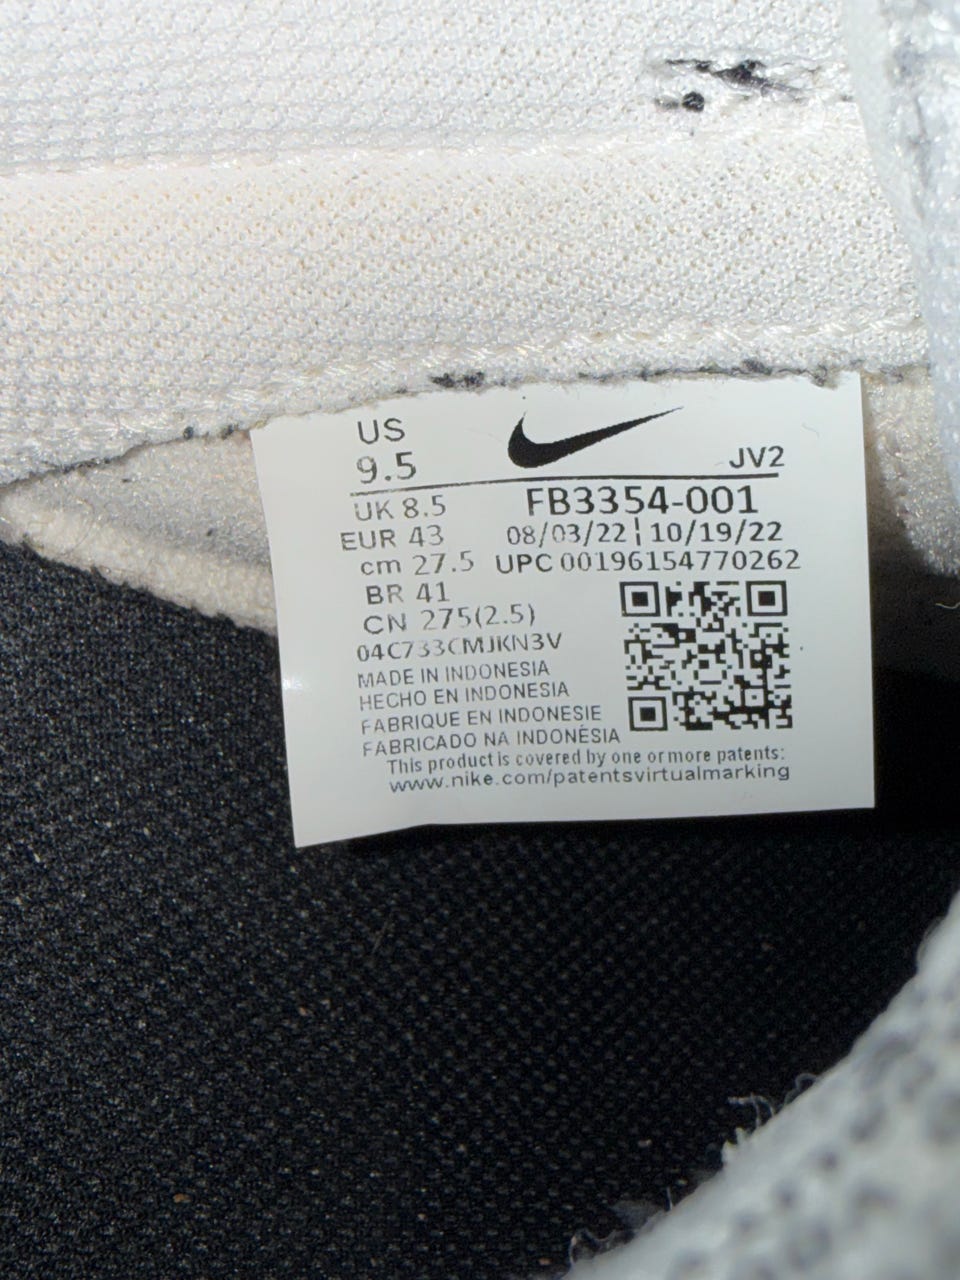 US
9.5
JV2
UK 8.5
FB3354-001
EUR 43
08/03/22 ¦ 10/19/22
cm 27.5
UPC 00196154770262
BR 41
CN 275(2.5)
04C733CMJKN3V
MADE IN INDONESIA
HECHO EN INDONESIA
FABRIQUE EN INDONESIE
FABRICADO NA INDONÉSIA
This product is covered by one or more patents:
www.nike.com/patentsvirtualmarking